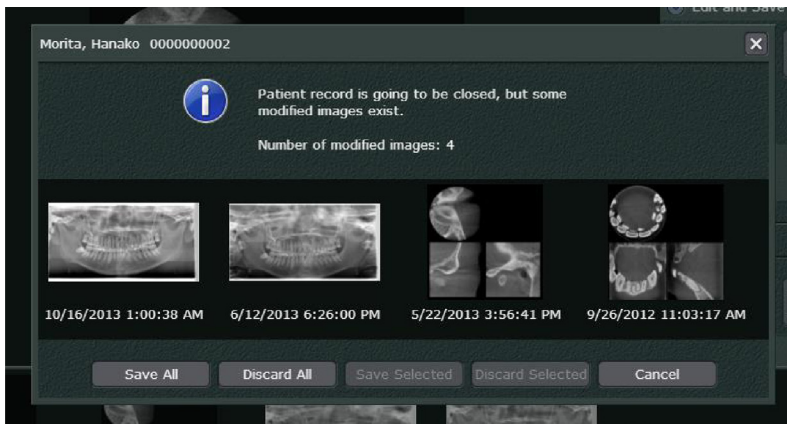 Edit and Save
Morita, Hanako 0000000002
Patient record is going to be closed, but some
modified images exist.
Number of modified images: 4
10/16/2013 1:00:38 AM
6/12/2013 6:26:00 PM
5/22/2013 3:56:41 PM
9/26/2012 11:03:17 AM
Save All
Discard All
Save Selected
Discard Selected
Cancel